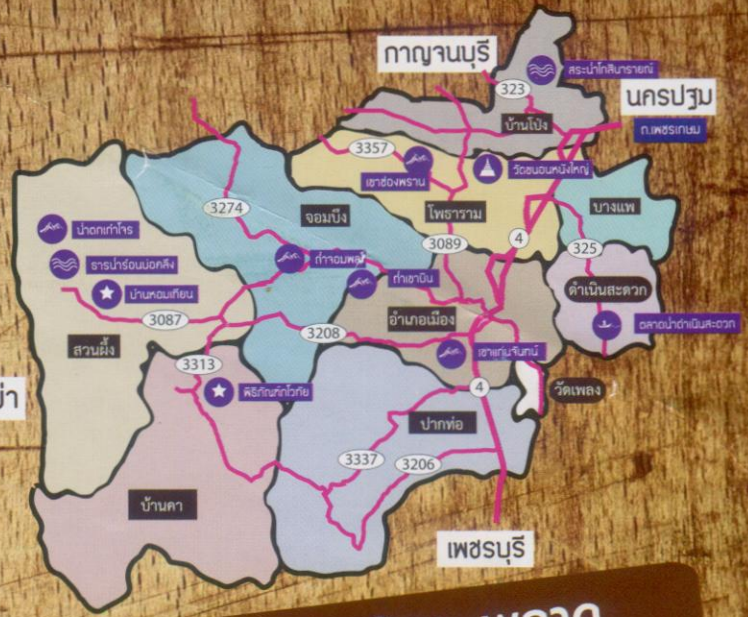 กาญจนบุรี
สระน้ำโกสินารายณ์
323
นครปฐม
บ้านโป่ง
ถ.เพชรเกษม
3357
เขาช่องพราน
วัดขนอนหนังใหญ่
3274
จอมบึง
โพธาราม
บางแพ
น้ำตกเก้าโจร
3089
4
325
ธารน้ำร้อนบ่อคลึง
ถ้ำจอมพล
ถ้ำเขาบิน
ดำเนินสะดวก
บ้านหอมเทียน
3087
3208
อำเภอเมือง
ตลาดน้ำดำเนินสะดวก
สวนผึ้ง
3313
เขาแก่นจันทน์
พิพิธภัณฑ์ภโวทัย
4
วัดเพลง
ปากท่อ
3337
3206
บ้านคา
เพชรบุรี